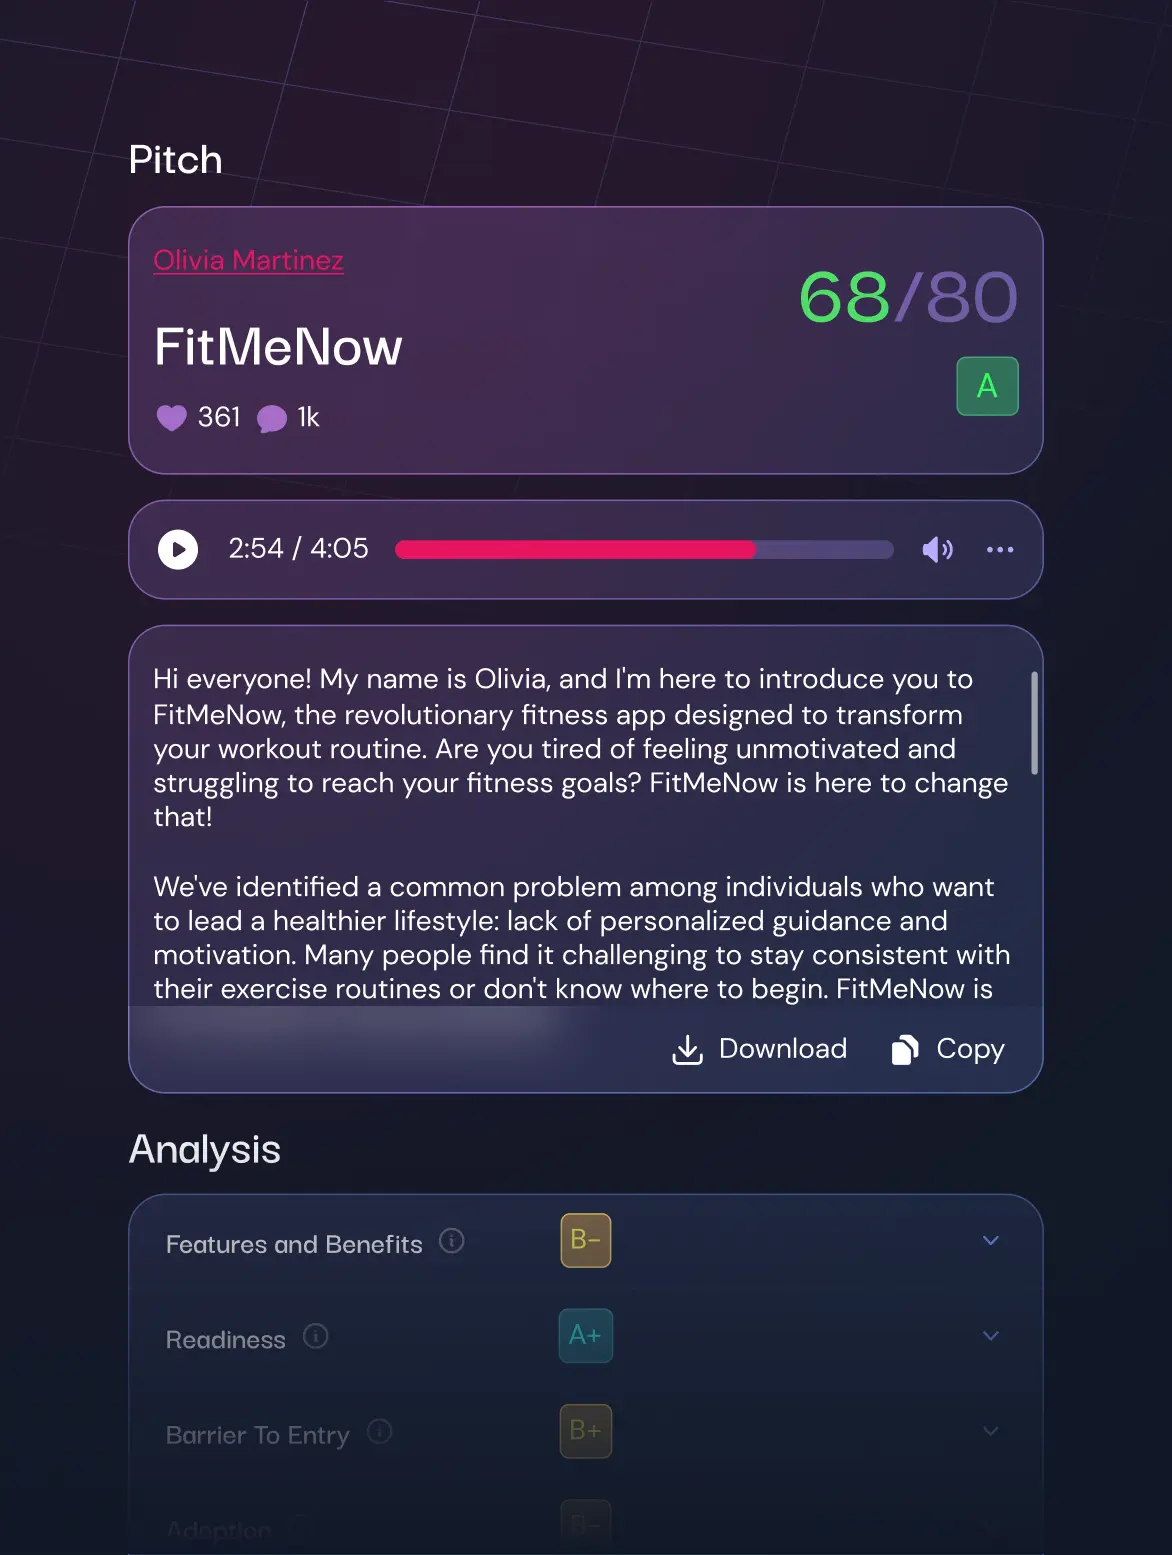 Pitch
Olivia Martinez
68/80
FitMeNow
A
361 1k
2:54 / 4:05
Hi everyone! My name is Olivia, and I'm here to introduce you to
FitMeNow, the revolutionary fitness app designed to transform
your workout routine. Are you tired of feeling unmotivated and
struggling to reach your fitness goals? FitMeNow is here to change
that!
We've identified a common problem among individuals who want
to lead a healthier lifestyle: lack of personalized guidance and
motivation. Many people find it challenging to stay consistent with
their exercise routines or don't know where to begin. FitMeNow is
Download Copy
Analysis
Features and Benefits B-
Readiness A+
Barrier To Entry B+
Adoption B-